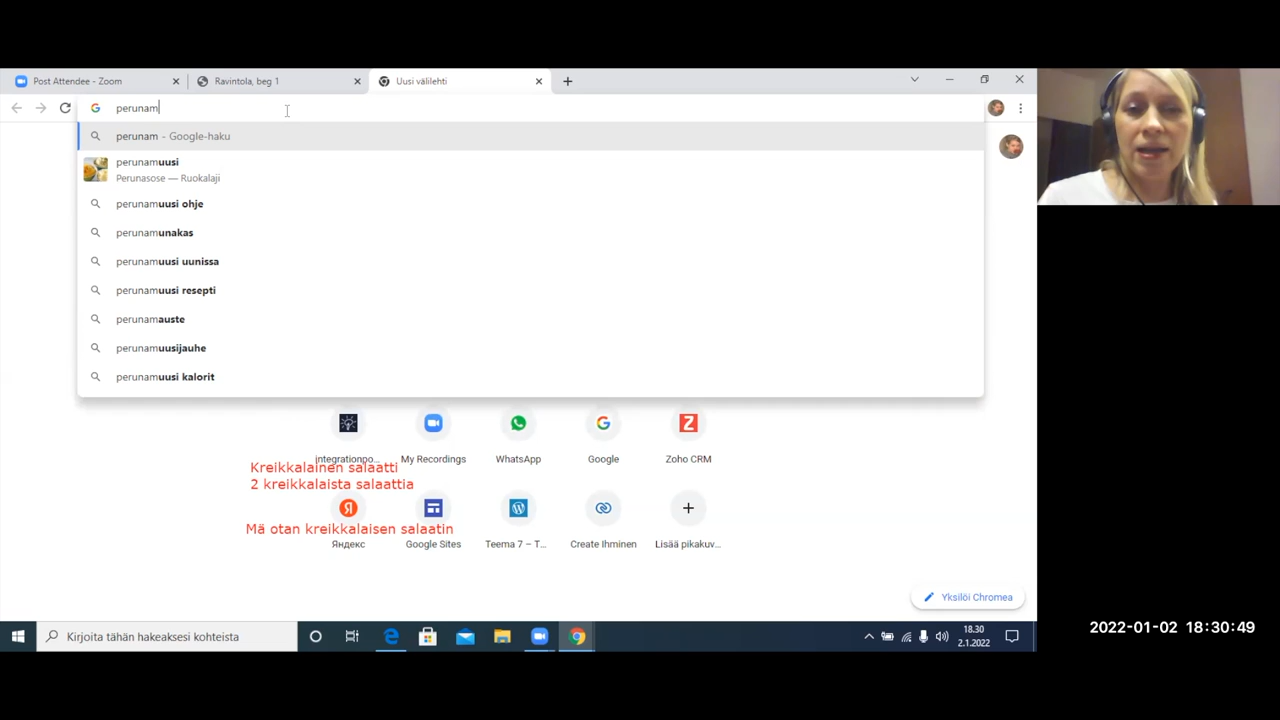 Post Attendee - Zoom
Ravintola, beg 1
Uusi välilehti
perunam
perunam - Google-haku
perunamuusi
Perunasose — Ruokalaji
perunamuusi ohje
perunamunakas
perunamuusi uunissa
perunamuusi resepti
perunamauste
perunamuusijauhe
perunamuusi kalorit
integrationpo...
My Recordings
WhatsApp
Google
Zoho CRM
Kreikkalainen salaatti
2 kreikkalaista salaattia
Mä otan kreikkalaisen salaatin
Яндекс
Google Sites
Teema 7 – T...
Create Ihminen
Lisää pikakuv...
Yksilöi Chromea
Kirjoita tähän hakeaksesi kohteista
18.30
2.1.2022
2022-01-02 18:30:49